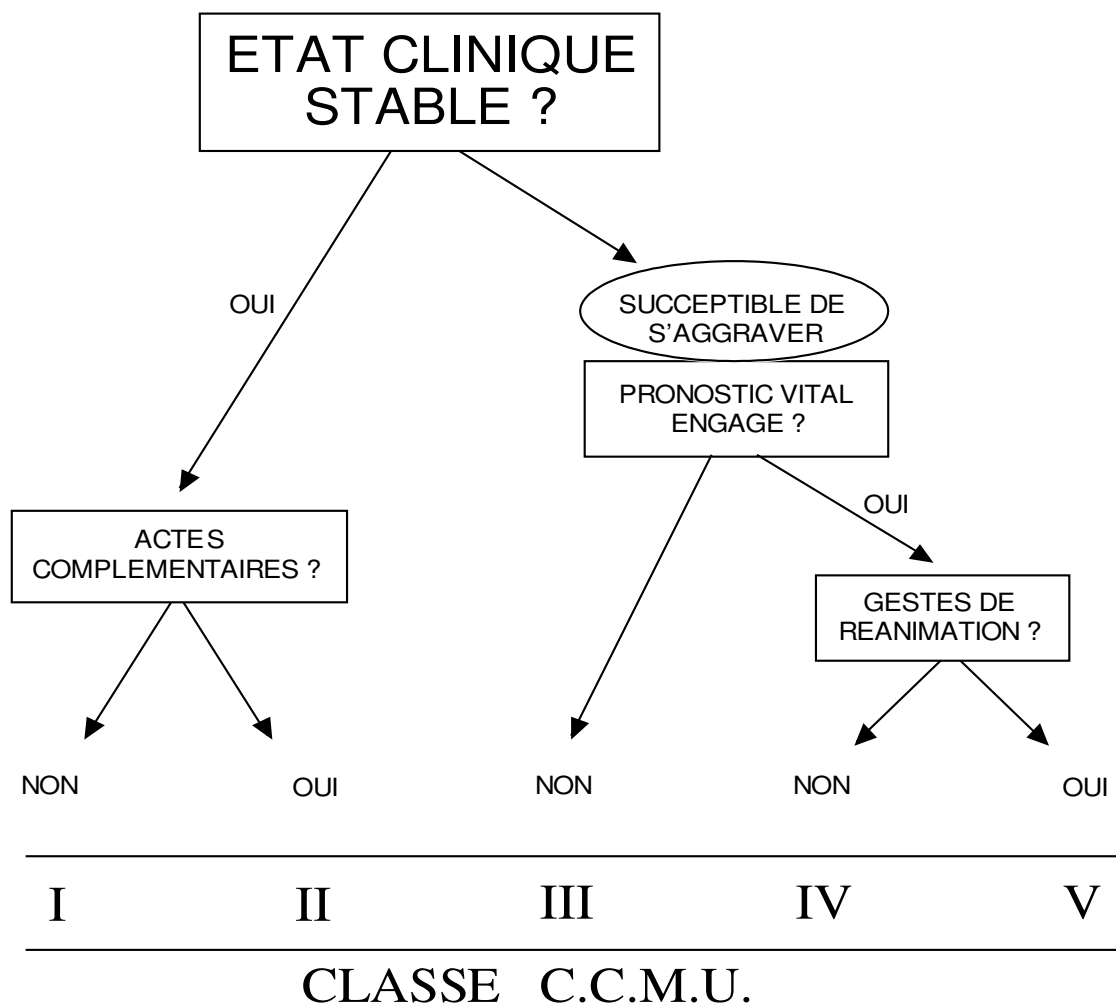 ETAT CLINIQUE
STABLE ?
OUI
SUCCEPTIBLE DE
S'AGGRAVER
PRONOSTIC VITAL
ENGAGE ?
OUI
ACTES
COMPLEMENTAIRES ?
GESTES DE
REANIMATION ?
NON OUI NON NON OUI
I II III IV V
CLASSE C.C.M.U.